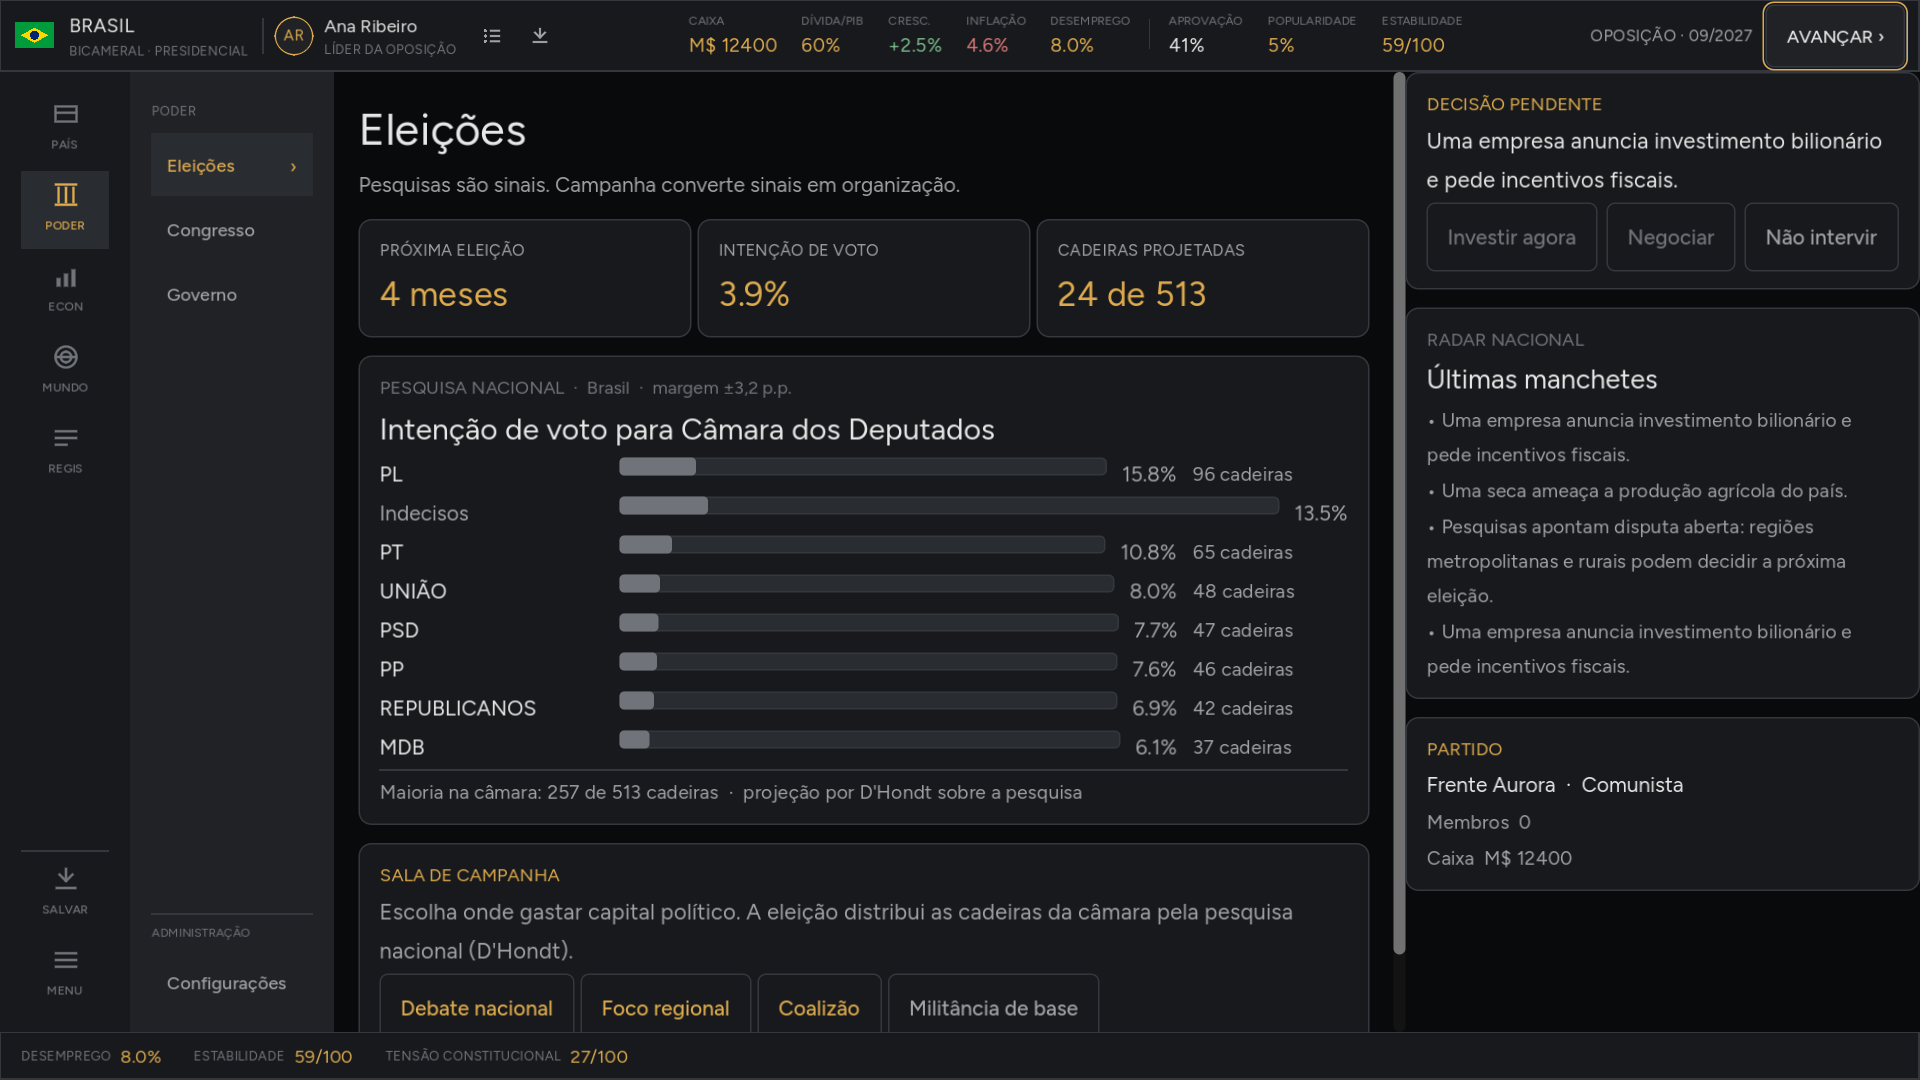 BRASIL
BICAMERAL · PRESIDENCIAL
AR
Ana Ribeiro
LÍDER DA OPOSIÇÃO
CAIXA
M$ 12400
DÍVIDA/PIB
60%
CRESC.
+2.5%
INFLAÇÃO
4.6%
DESEMPREGO
8.0%
APROVAÇÃO
41%
POPULARIDADE
5%
ESTABILIDADE
59/100
OPOSIÇÃO · 09/2027
AVANÇAR ›
PAÍS
PODER
ECON
MUNDO
REGIS
SALVAR
MENU
PODER
Eleições ›
Congresso
Governo
ADMINISTRAÇÃO
Configurações
Eleições
Pesquisas são sinais. Campanha converte sinais em organização.
PRÓXIMA ELEIÇÃO
4 meses
INTENÇÃO DE VOTO
3.9%
CADEIRAS PROJETADAS
24 de 513
PESQUISA NACIONAL · Brasil · margem ±3,2 p.p.
Intenção de voto para Câmara dos Deputados
PL 15.8% 96 cadeiras
Indecisos 13.5%
PT 10.8% 65 cadeiras
UNIÃO 8.0% 48 cadeiras
PSD 7.7% 47 cadeiras
PP 7.6% 46 cadeiras
REPUBLICANOS 6.9% 42 cadeiras
MDB 6.1% 37 cadeiras
Maioria na câmara: 257 de 513 cadeiras · projeção por D'Hondt sobre a pesquisa
SALA DE CAMPANHA
Escolha onde gastar capital político. A eleição distribui as cadeiras da câmara pela pesquisa
nacional (D'Hondt).
Debate nacional
Foco regional
Coalizão
Militância de base
DECISÃO PENDENTE
Uma empresa anuncia investimento bilionário
e pede incentivos fiscais.
Investir agora
Negociar
Não intervir
RADAR NACIONAL
Últimas manchetes
• Uma empresa anuncia investimento bilionário e
pede incentivos fiscais.
• Uma seca ameaça a produção agrícola do país.
• Pesquisas apontam disputa aberta: regiões
metropolitanas e rurais podem decidir a próxima
eleição.
• Uma empresa anuncia investimento bilionário e
pede incentivos fiscais.
PARTIDO
Frente Aurora · Comunista
Membros 0
Caixa M$ 12400
DESEMPREGO 8.0%
ESTABILIDADE 59/100
TENSÃO CONSTITUCIONAL 27/100